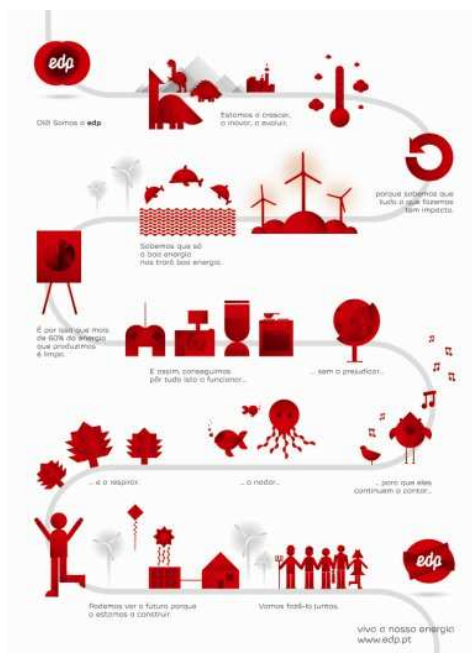 edp
Olá! Somos a edp
Estamos a crescer,
a inovar, a evoluir,
porque sabemos que
tudo o que fazemos
tem impacto.
Sabemos que só
a boa energia
nos trará boa energia.
É por isso que mais
de 60% da energia
que produzimos
é limpa.
E assim, conseguimos
pôr tudo isto a funcionar...
... sem o prejudicar...
... e a respirar.
... a nadar...
... para que eles
continuem a cantar...
edp
Podemos ver o futuro porque
o estamos a construir.
Vamos fazê-lo juntos.
viva a nossa energia
www.edp.pt